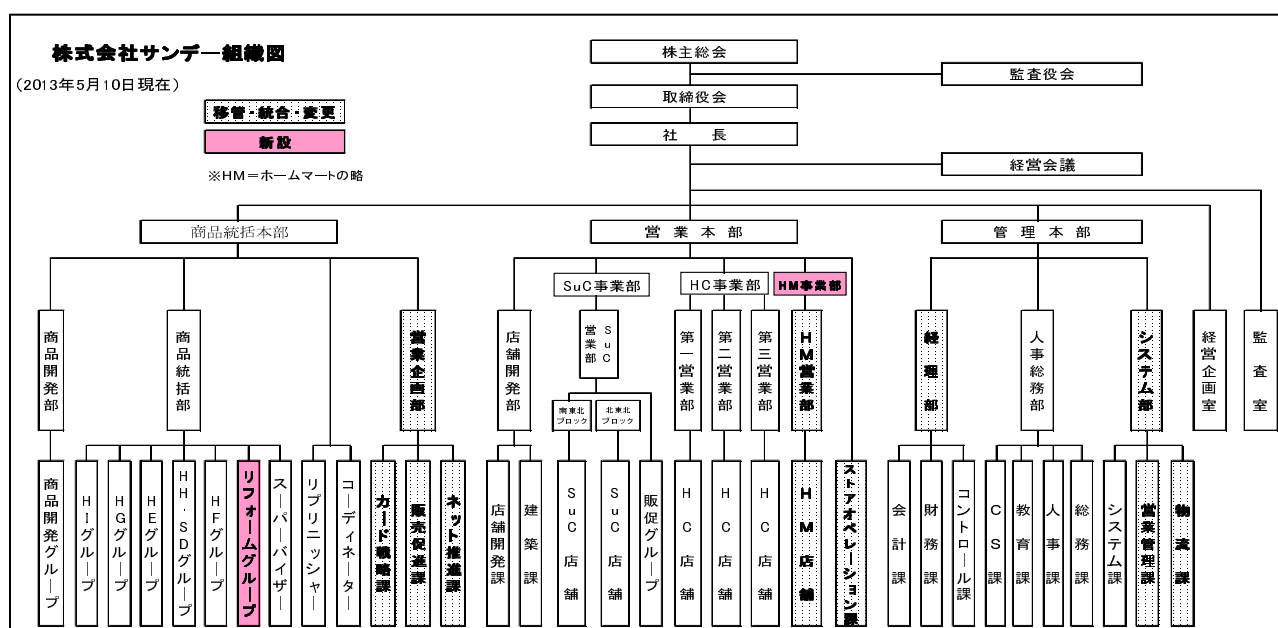 株式会社サンデー組織図
(2013年5月10日現在)
移管・統合・変更
新設
※HM=ホームマートの略
株主総会
監査役会
取締役会
社長
経営会議
商品統括本部
営業本部
管理本部
SuC事業部
HC事業部
HM事業部
商品開発部
商品統括部
営業企画部
店舗開発部
SuC営業部
第一営業部
第二営業部
第三営業部
HM営業部
経理部
人事総務部
システム部
経営企画室
監査室
南東北ブロック
北東北ブロック
商品開発グループ
HIグループ
HGグループ
HEグループ
HH・SDグループ
HFグループ
リフォームグループ
スーパーバイザー
リプリニッシャー
コーディネーター
カード戦略課
販売促進課
ネット推進課
店舗開発課
建築課
SuC店舗
SuC店舗
販促グループ
HC店舗
HC店舗
HC店舗
HM店舗
ストアオペレーション課
会計課
財務課
コントロール課
CS課
教育課
人事課
総務課
システム課
営業管理課
物流課